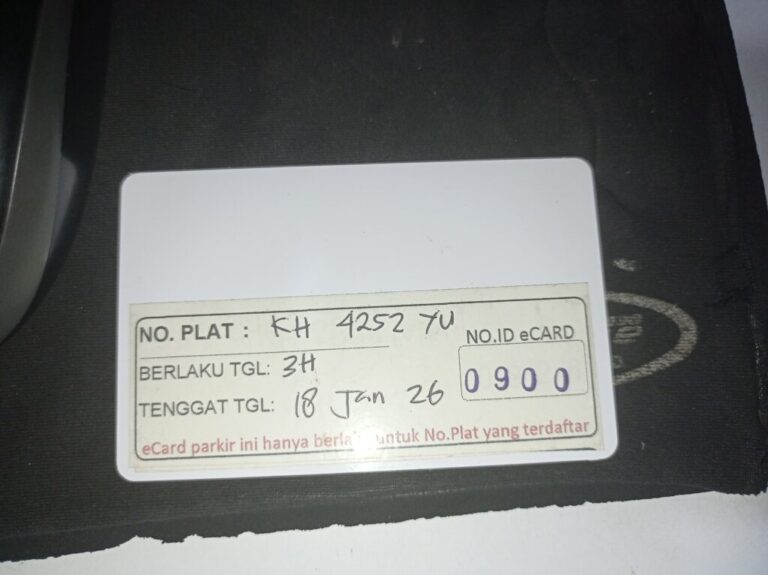 NO. PLAT : KH 4252 YU
NO.ID eCARD
BERLAKU TGL: 3H
0900
TENGGAT TGL: 18 Jan 26
eCard parkir ini hanya untuk No.Plat yang terdaftar